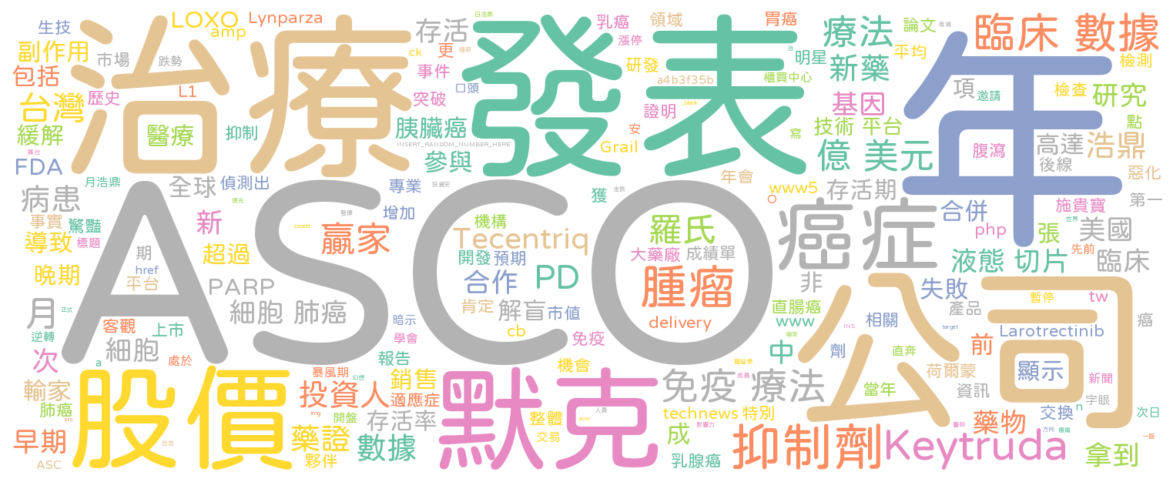 生技
LOXO
Lynparza
amp
存活
ck
乳癌
領域
胃癌
療法
論文
臨床 數據
副作用
市場
跌勢
更
漲停
研發
明星
平均
新藥
檢測
包括
L1
事件
口頭
a4b3f35b
櫃買中心
項
邀請
檢查
研究
台灣
歷史
突破
治療
發表
年
證明
基因
緩解
醫療
抑制
胰臟癌
INSERT_RANDOM_NUMBER_HERE
安
Grail
寫
技術 平台
點
腹瀉
高達
浩鼎
FDA
參與
億 美元
後線
月浩鼎
全球
偵測出
專業
年會
www5
存活期
惡化
病患
獲
O
施貴寶
第一
事實
驚豔
新
增加
機構
合併
導致
標題
ASCO
贏家
Tecentriq
羅氏
癌症
php
張
美國
期
超過
開發
預期
大藥廠
成績單
非
先前
晚期
href
平台
PARP
合作
PD
腫瘤
液態 切片
臨床
月
細胞 肺癌
肯定
解盲
市值
直腸癌
失敗
暫停
tw
逆轉
客觀
上市
暗示
cb
delivery
www
產品
癌
細胞
學會
免疫
中
相關
Larotrectinib
次
a
處於
報告
機會
劑
直奔
前
公司
顯示
輸家
暴風期
投資人
銷售
默克
免疫 療法
當年
荷爾蒙
資訊
新聞
字眼
肺癌
股價
適應症
開盤
存活率
整體
technews
特別
藥物
交換
n
次日
早期
藥證
數據
交易
成
抑制劑
Keytruda
拿到
ASC
夥伴
乳腺癌